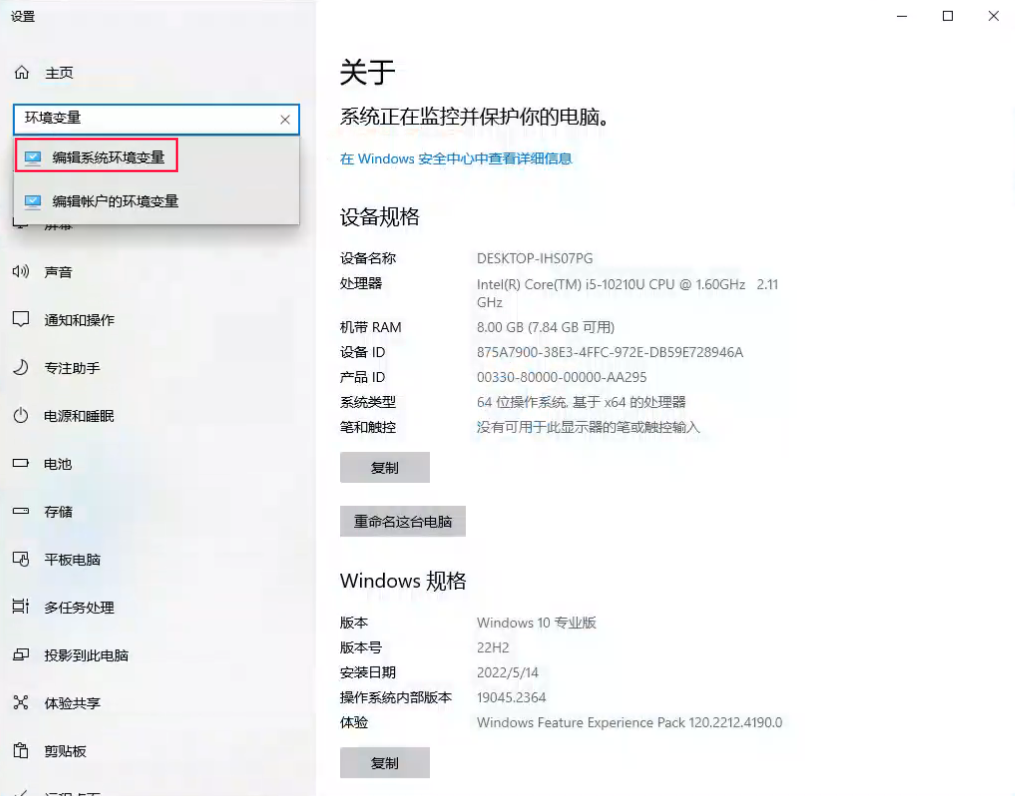 设置
主页
环境变量
编辑系统环境变量
编辑帐户的环境变量
屏幕
声音
通知和操作
专注助手
电源和睡眠
电池
存储
平板电脑
多任务处理
投影到此电脑
体验共享
剪贴板
关于
系统正在监控并保护你的电脑。
在 Windows 安全中心中查看详细信息
设备规格
设备名称 DESKTOP-IHS07PG
处理器 Intel(R) Core(TM) i5-10210U CPU @ 1.60GHz 2.11
GHz
机带 RAM 8.00 GB (7.84 GB 可用)
设备 ID 875A7900-38E3-4FFC-972E-DB59E728946A
产品 ID 00330-80000-00000-AA295
系统类型 64 位操作系统, 基于 x64 的处理器
笔和触控 没有可用于此显示器的笔或触控输入
复制
重命名这台电脑
Windows 规格
版本 Windows 10 专业版
版本号 22H2
安装日期 2022/5/14
操作系统内部版本 19045.2364
体验 Windows Feature Experience Pack 120.2212.4190.0
复制